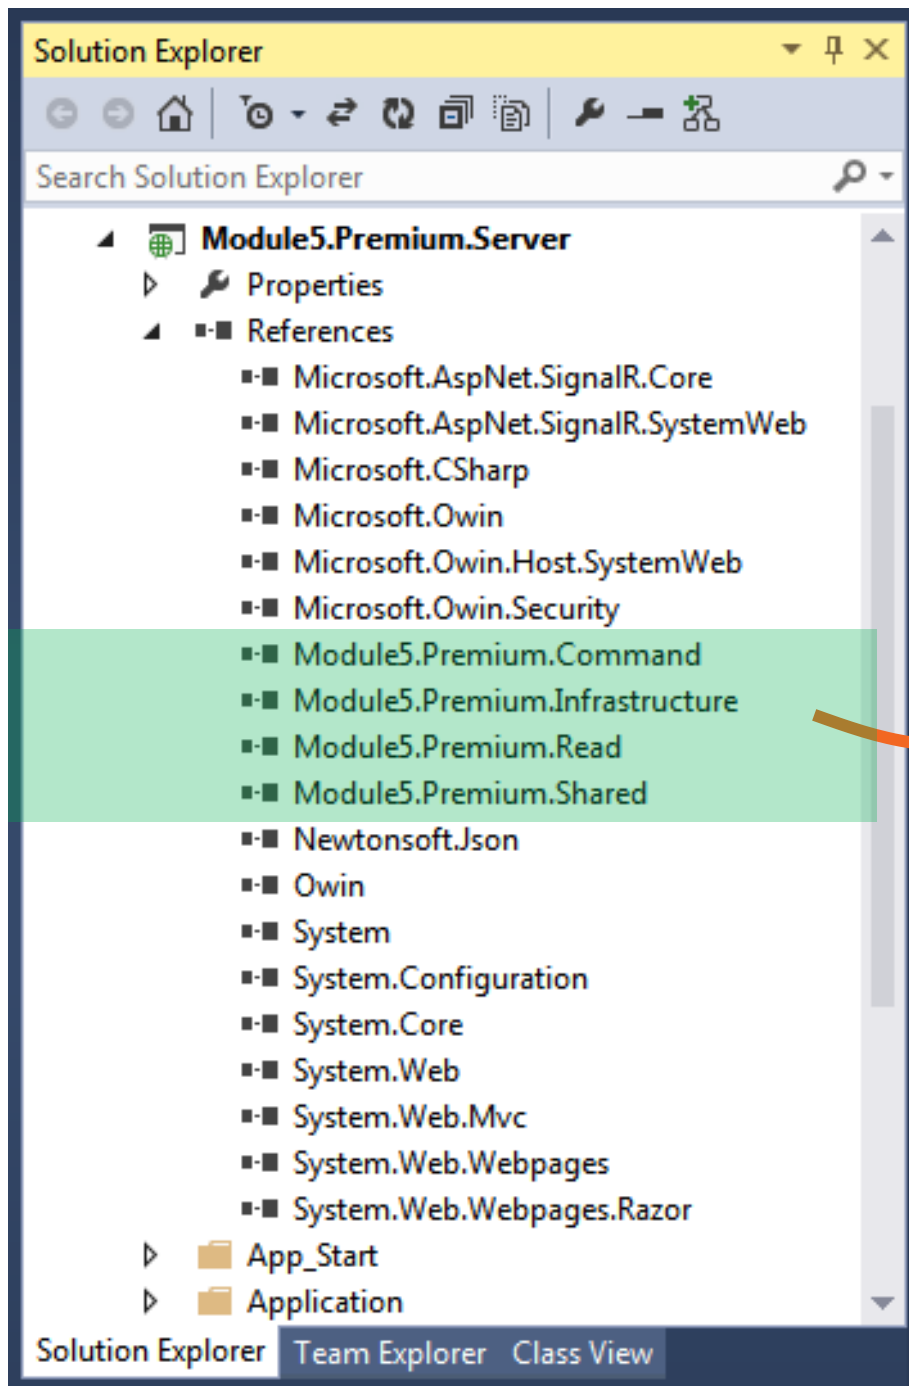 Solution Explorer
Search Solution Explorer
Module5.Premium.Server
Properties
References
Microsoft.AspNet.SignalR.Core
Microsoft.AspNet.SignalR.SystemWeb
Microsoft.CSharp
Microsoft.Owin
Microsoft.Owin.Host.SystemWeb
Microsoft.Owin.Security
Module5.Premium.Command
Module5.Premium.Infrastructure
Module5.Premium.Read
Module5.Premium.Shared
Newtonsoft.Json
Owin
System
System.Configuration
System.Core
System.Web
System.Web.Mvc
System.Web.Webpages
System.Web.Webpages.Razor
App_Start
Application
Solution Explorer Team Explorer Class View